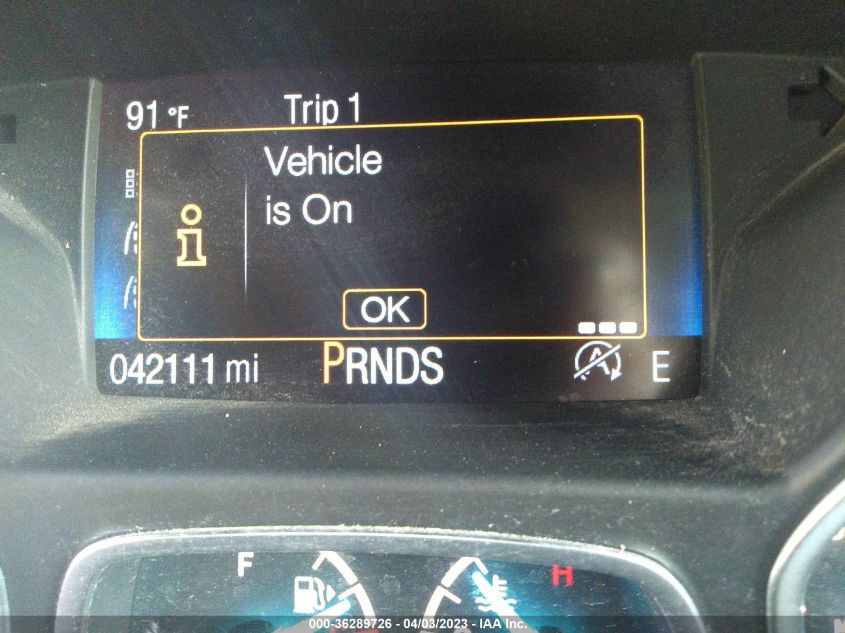 91 °F Trip 1
Vehicle
is On
OK
042111 mi PRNDS A E
F H
000-36289726 - 04/03/2023 - IAA Inc.